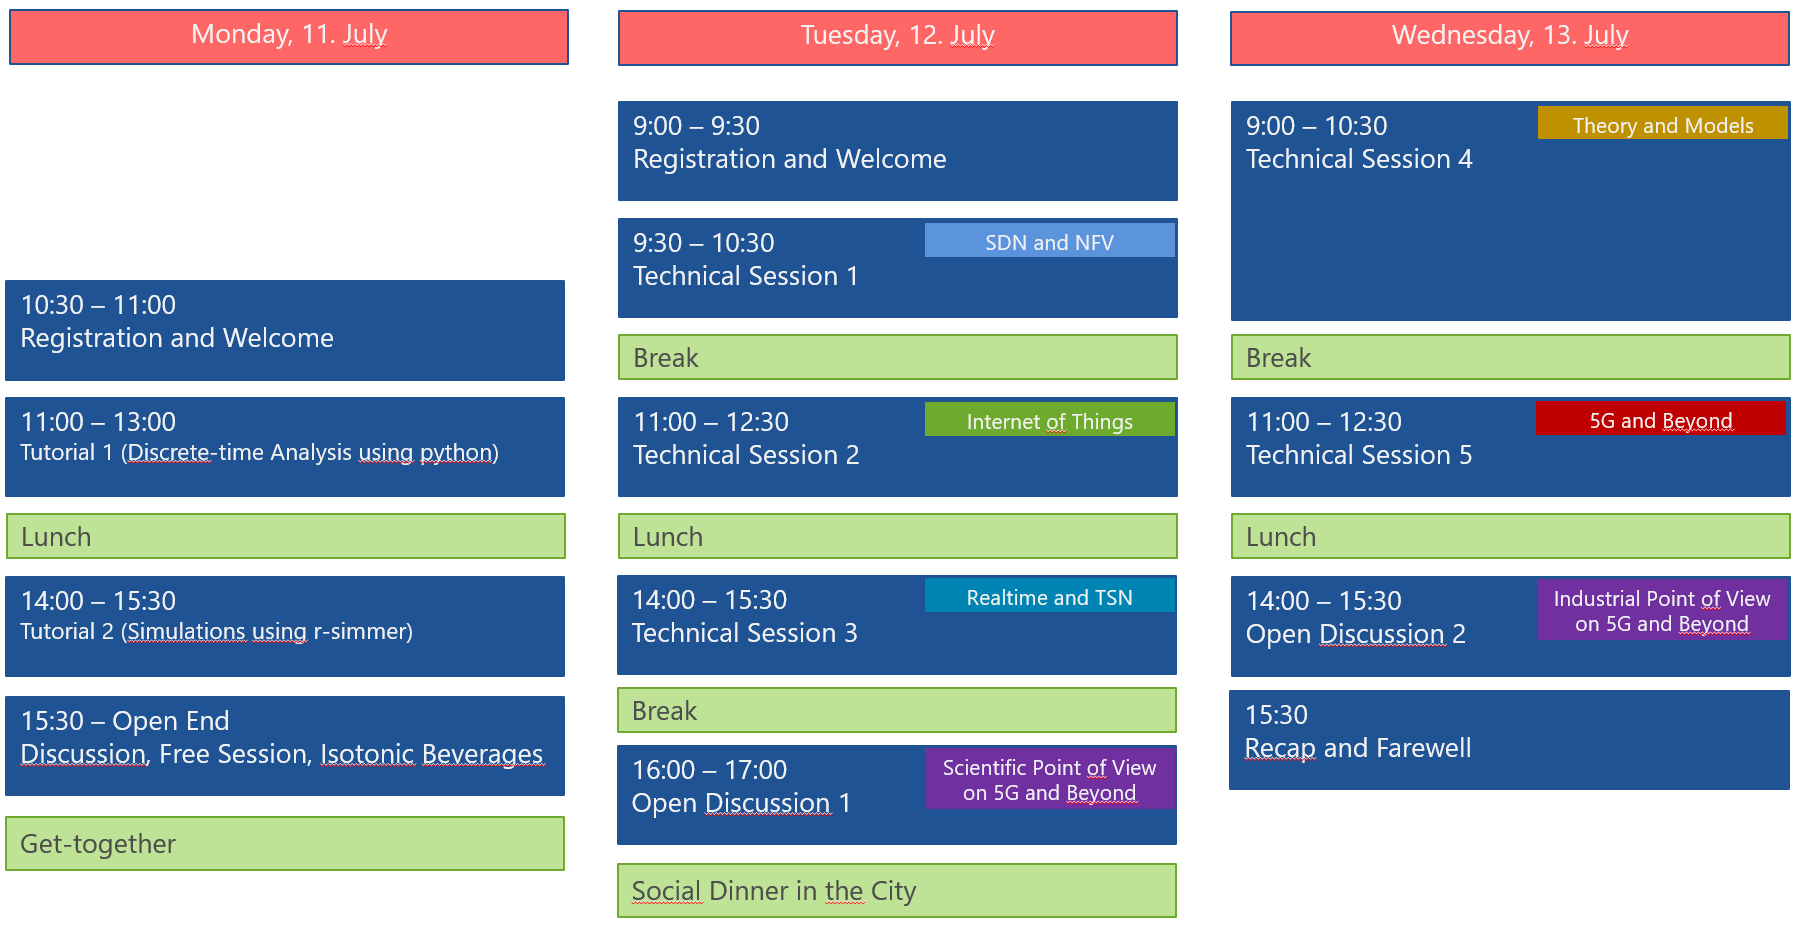 Monday, 11. July
10:30 – 11:00
Registration and Welcome
11:00 – 13:00
Tutorial 1 (Discrete-time Analysis using python)
Lunch
14:00 – 15:30
Tutorial 2 (Simulations using r-simmer)
15:30 – Open End
Discussion, Free Session, Isotonic Beverages
Get-together
Tuesday, 12. July
9:00 – 9:30
Registration and Welcome
9:30 – 10:30
SDN and NFV
Technical Session 1
Break
11:00 – 12:30
Internet of Things
Technical Session 2
Lunch
14:00 – 15:30
Realtime and TSN
Technical Session 3
Break
16:00 – 17:00
Scientific Point of View
on 5G and Beyond
Open Discussion 1
Social Dinner in the City
Wednesday, 13. July
9:00 – 10:30
Theory and Models
Technical Session 4
Break
11:00 – 12:30
5G and Beyond
Technical Session 5
Lunch
14:00 – 15:30
Industrial Point of View
on 5G and Beyond
Open Discussion 2
15:30
Recap and Farewell